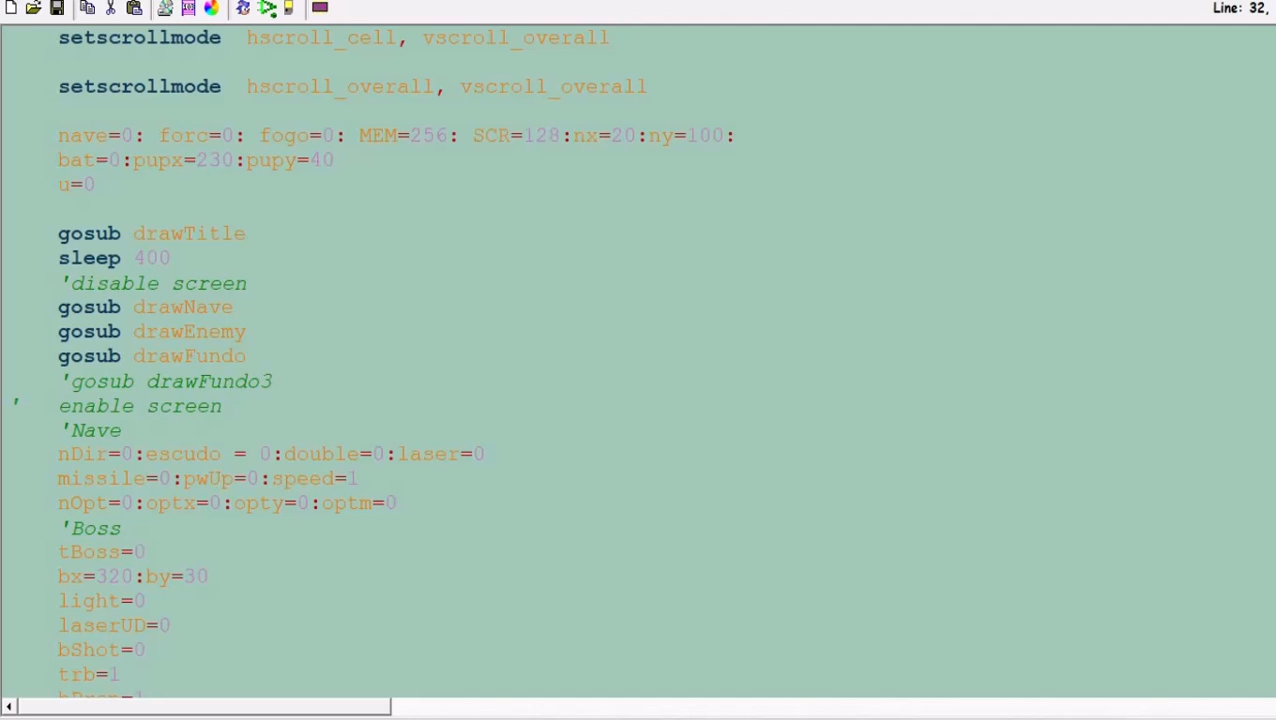 Line: 32,
setscrollmode  hscroll_cell, vscroll_overall
setscrollmode  hscroll_overall, vscroll_overall
nave=0: forc=0: fogo=0: MEM=256: SCR=128:nx=20:ny=100:
bat=0:pupx=230:pupy=40
u=0
gosub drawTitle
sleep 400
'disable screen
gosub drawNave
gosub drawEnemy
gosub drawFundo
'gosub drawFundo3
'   enable screen
'Nave
nDir=0:escudo = 0:double=0:laser=0
missile=0:pwUp=0:speed=1
nOpt=0:optx=0:opty=0:optm=0
'Boss
tBoss=0
bx=320:by=30
light=0
laserUD=0
bShot=0
trb=1